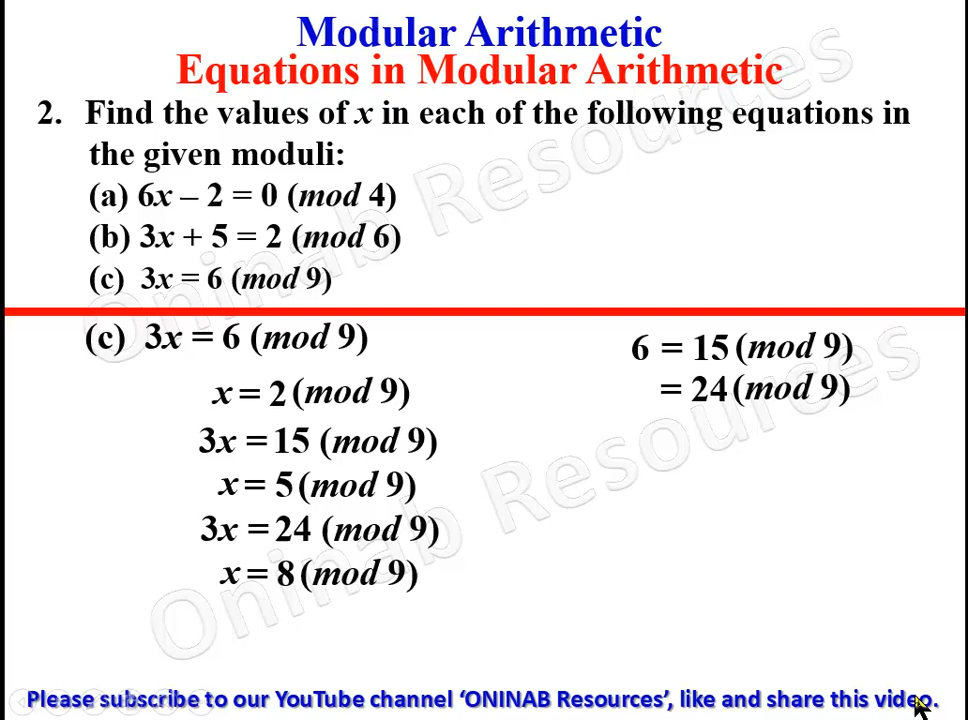 Modular Arithmetic
Equations in Modular Arithmetic
2. Find the values of x in each of the following equations in
the given moduli:
(a) 6x – 2 = 0 (mod 4)
(b) 3x + 5 = 2 (mod 6)
(c) 3x = 6 (mod 9)
(c) 3x = 6 (mod 9)
x = 2 (mod 9)
3x = 15 (mod 9)
x = 5 (mod 9)
3x = 24 (mod 9)
x = 8 (mod 9)
6 = 15 (mod 9)
= 24 (mod 9)
Oninab Resources
Oninab Resources
Please subscribe to our YouTube channel ‘ONINAB Resources’, like and share this video.